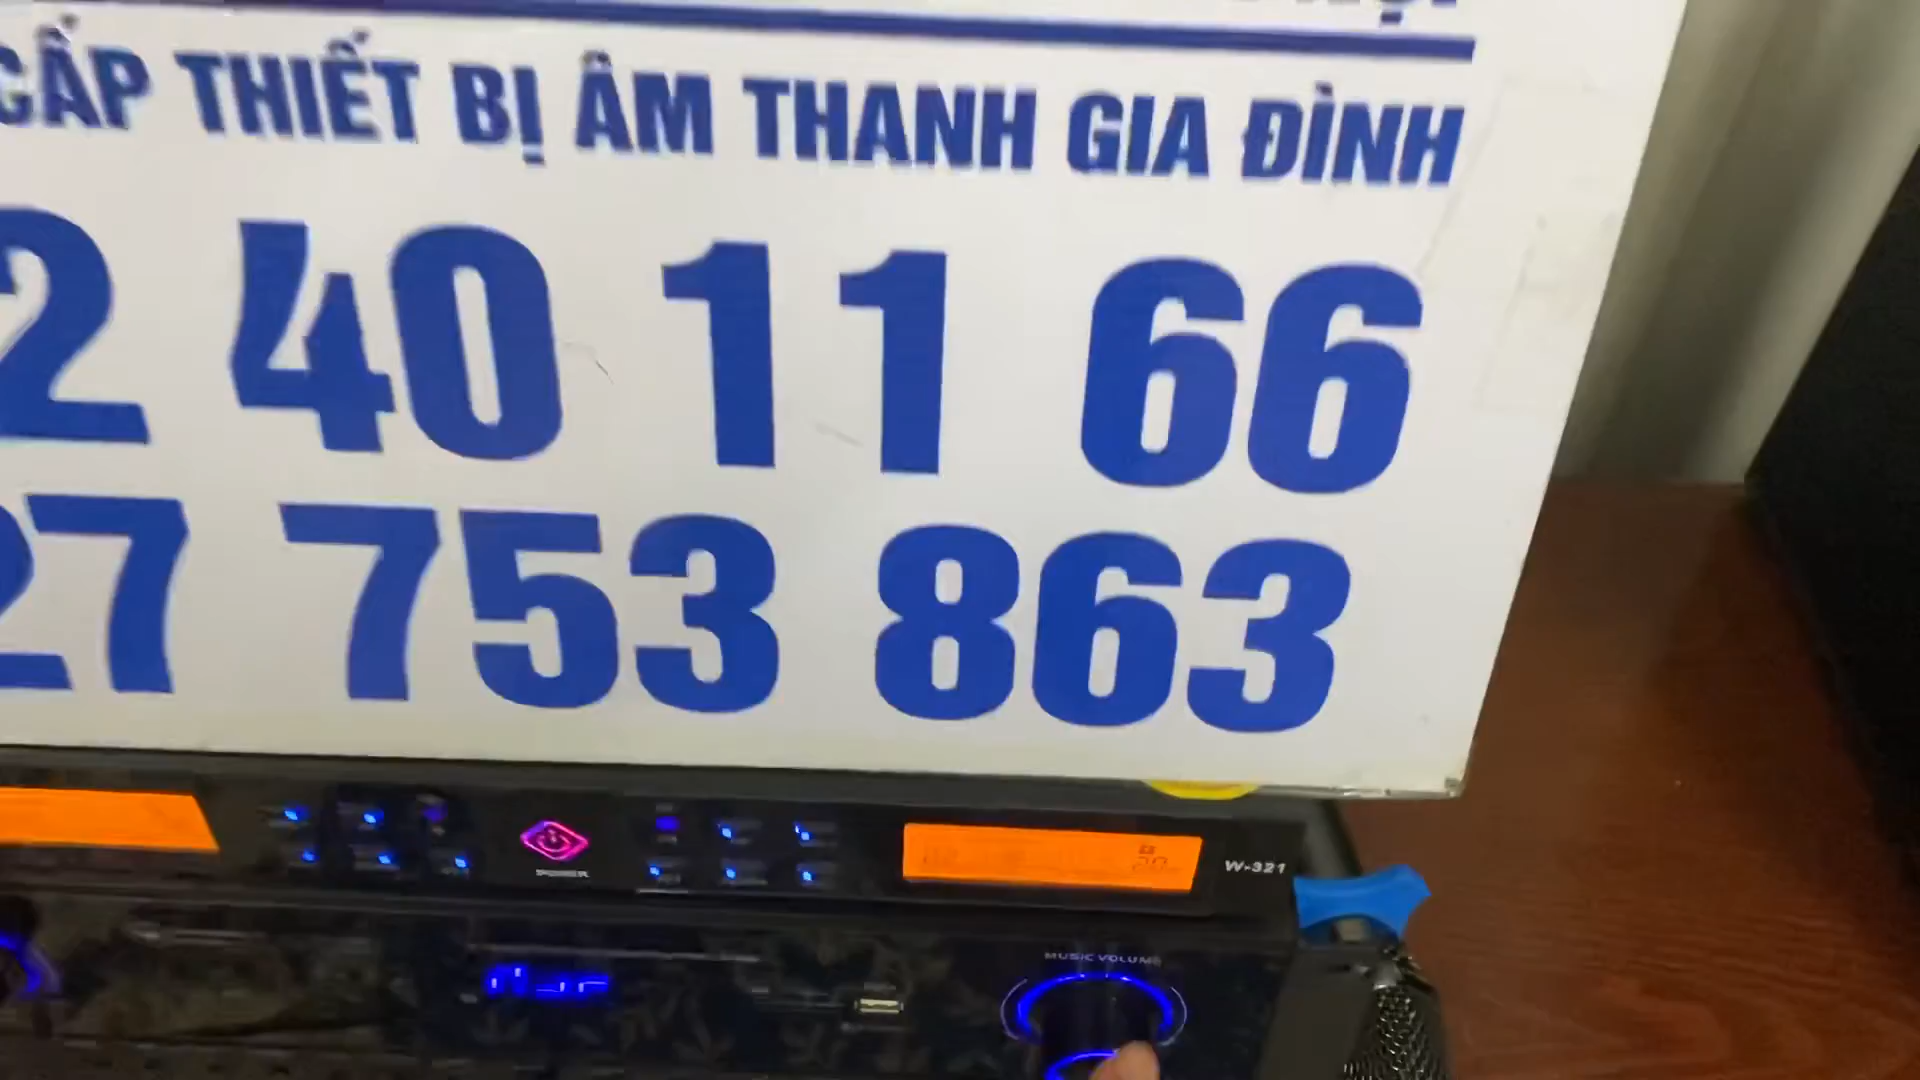 CẤP THIẾT BỊ ÂM THANH GIA ĐÌNH
2 40 11 66
27 753 863
POWER
W-321
MUSIC VOLUME